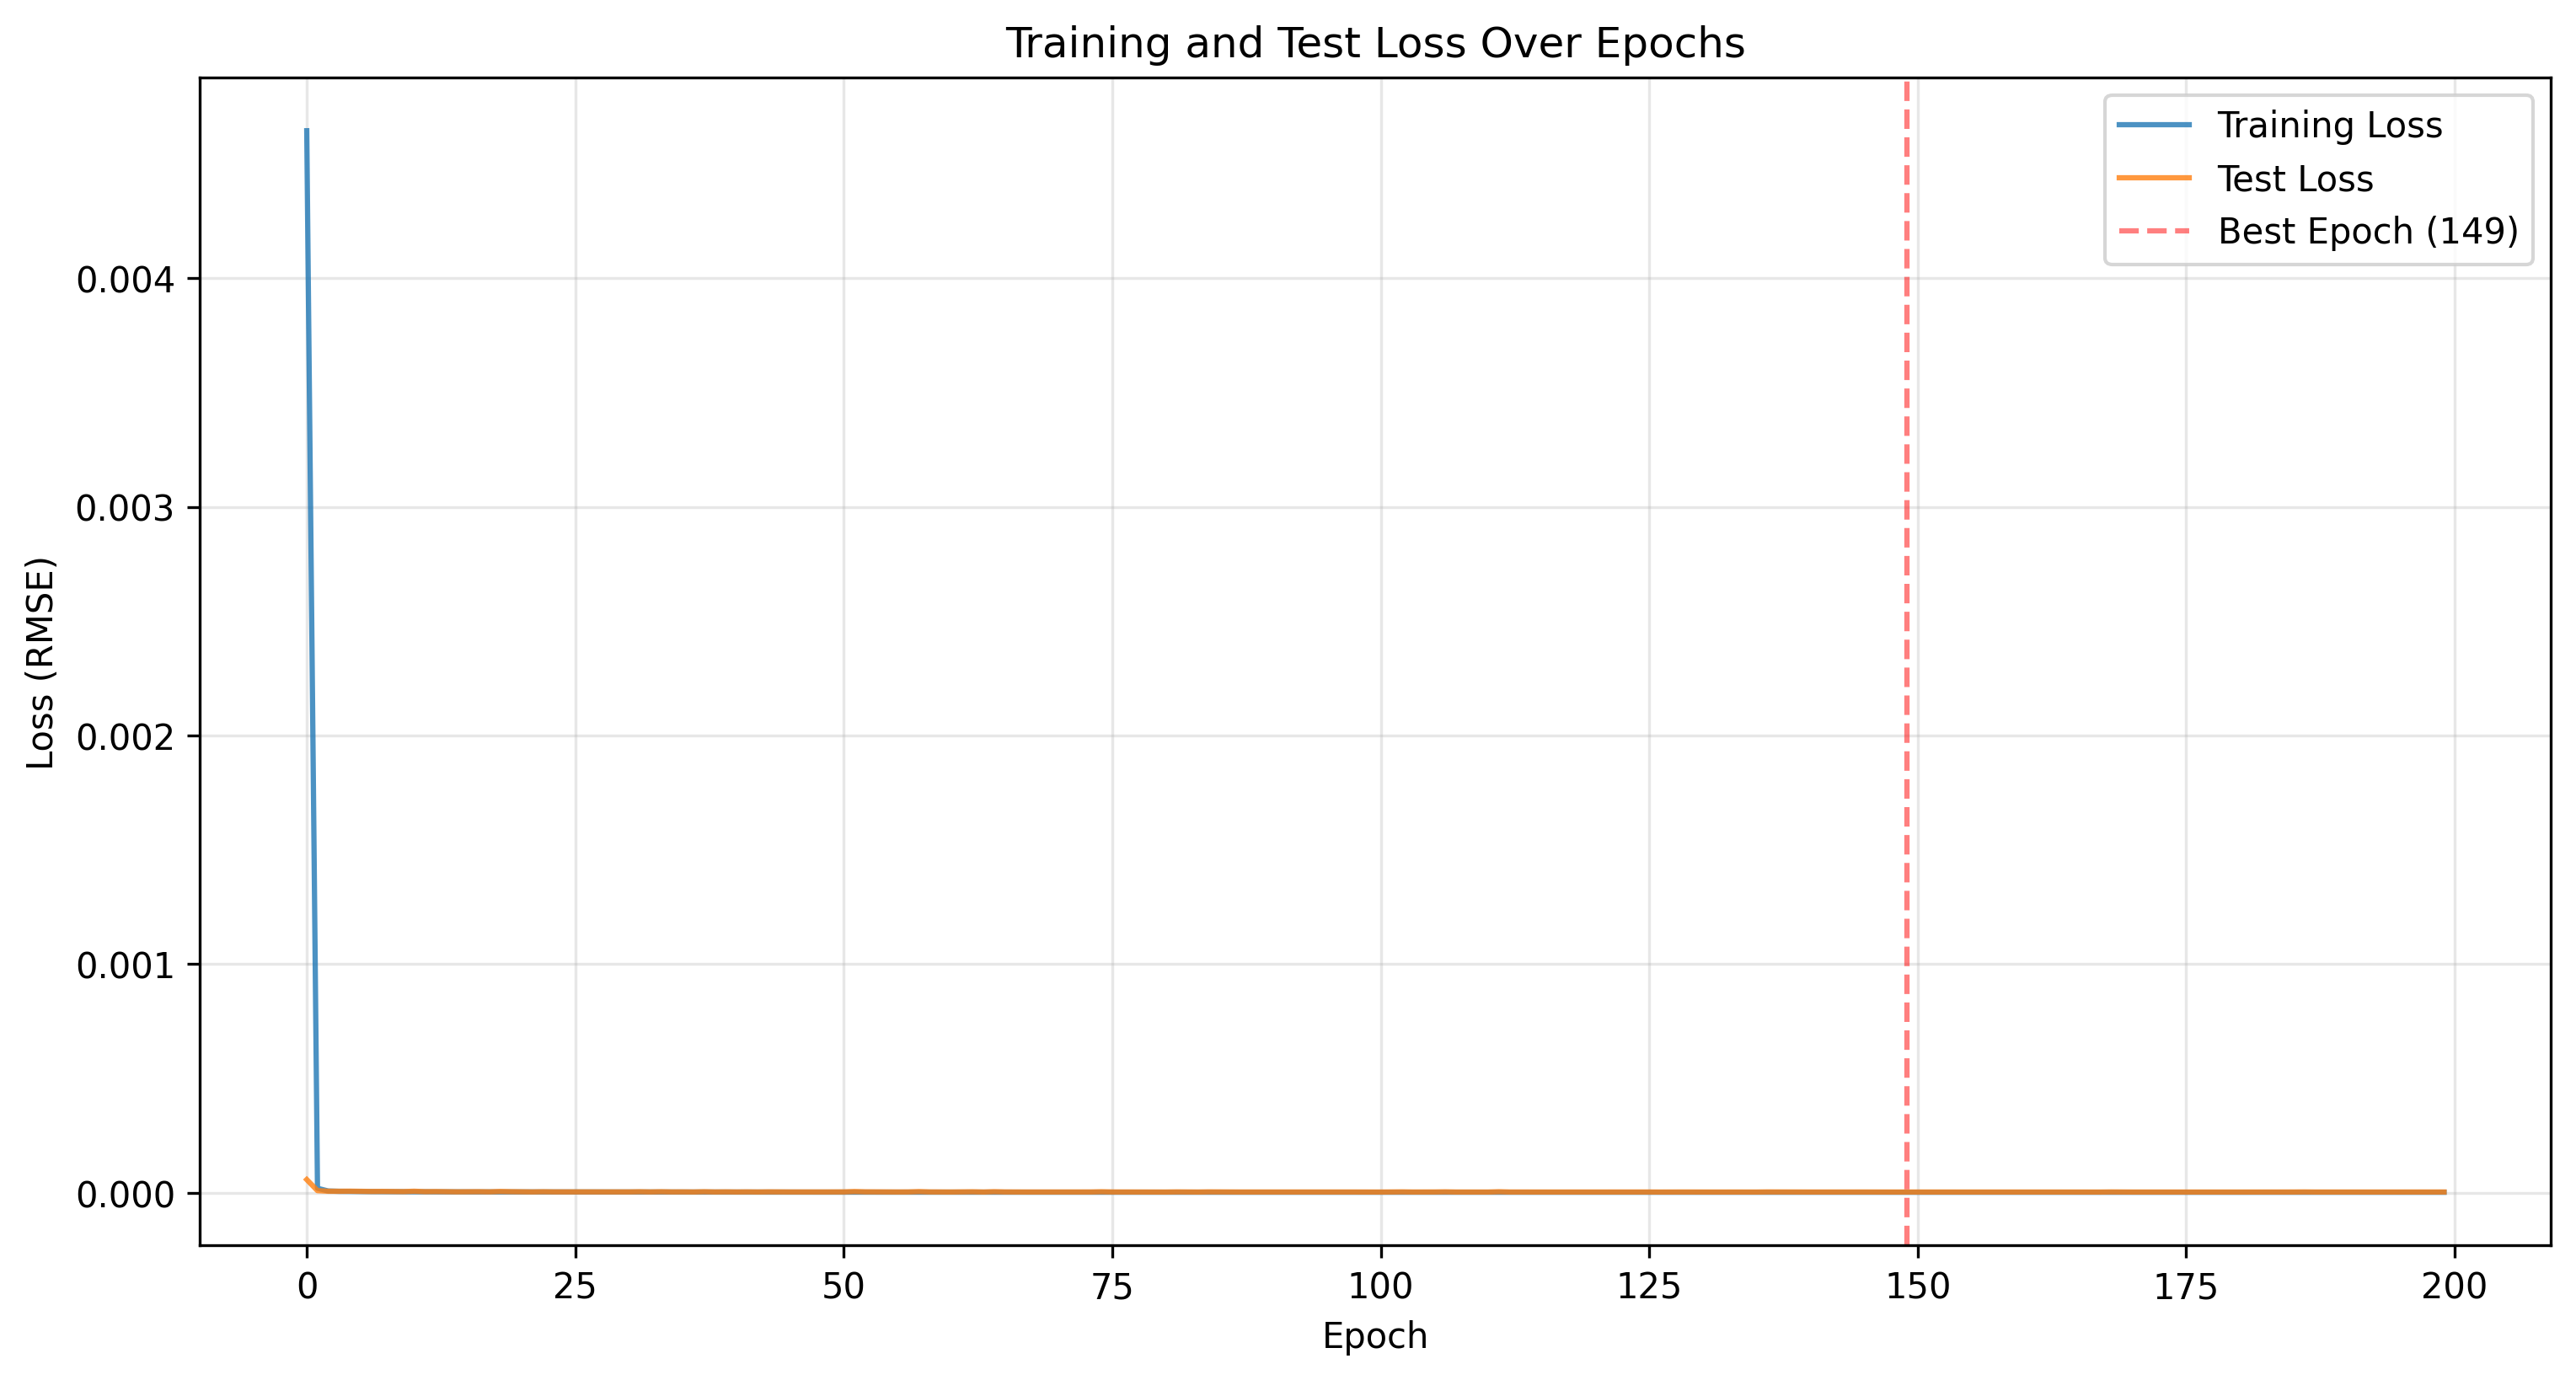 Training and Test Loss Over Epochs
Training Loss
Test Loss
Best Epoch (149)
Loss (RMSE)
0.004
0.003
0.002
0.001
0.000
0 25 50 75 100 125 150 175 200
Epoch